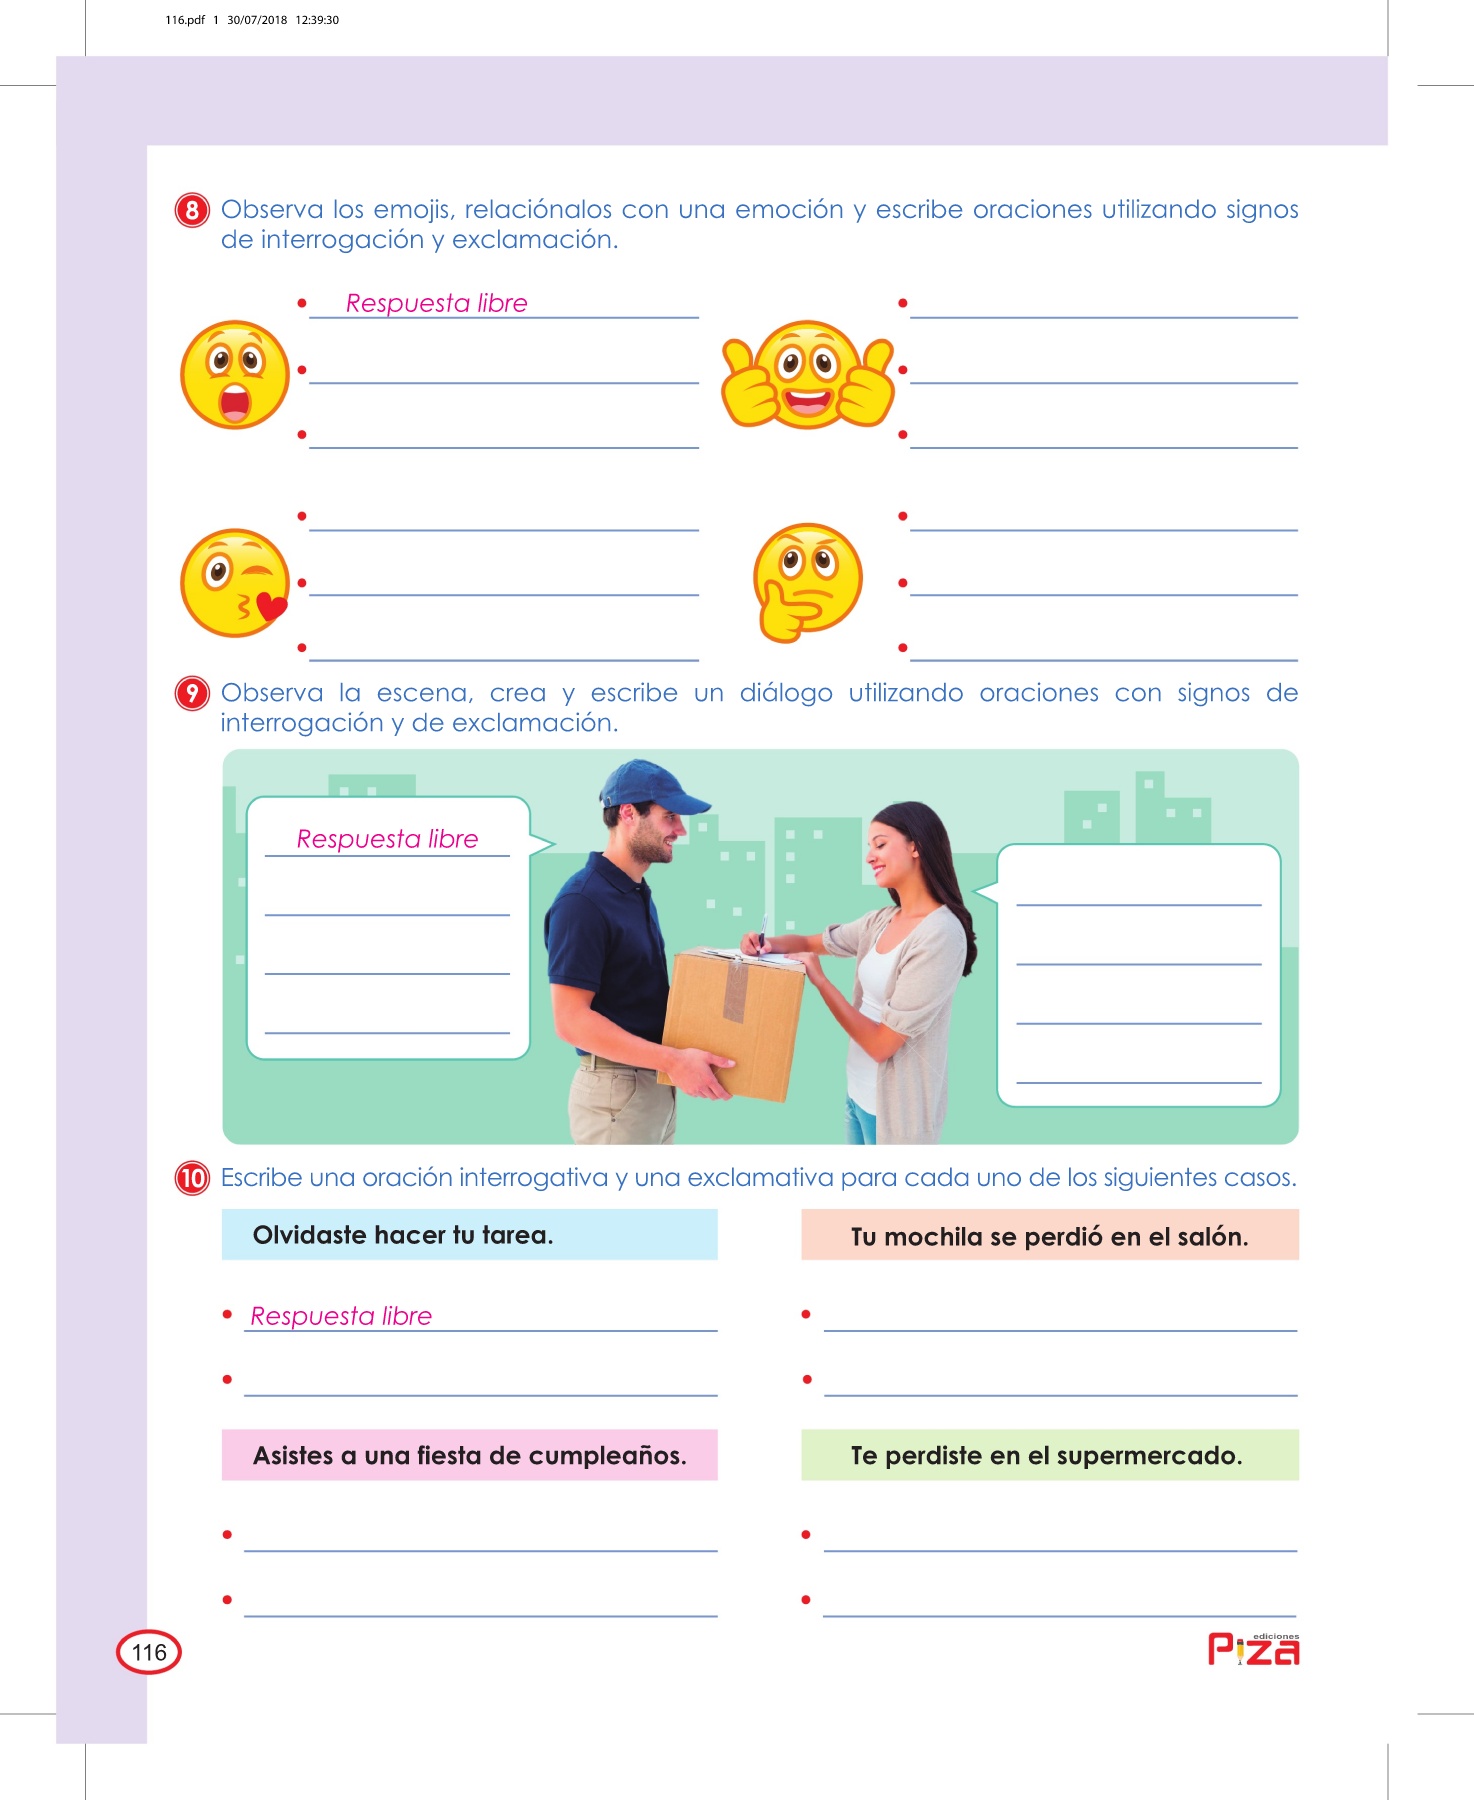 116.pdf 1 30/07/2018 12:39:30
8 Observa los emojis, relaciónalos con una emoción y escribe oraciones utilizando signos
de interrogación y exclamación.
• Respuesta libre
•
•
•
•
•
•
•
•
•
•
•
•
9 Observa la escena, crea y escribe un diálogo utilizando oraciones con signos de
interrogación y de exclamación.
Respuesta libre
10 Escribe una oración interrogativa y una exclamativa para cada uno de los siguientes casos.
Olvidaste hacer tu tarea.
• Respuesta libre
•
Tu mochila se perdió en el salón.
•
•
Asistes a una fiesta de cumpleaños.
•
•
Te perdiste en el supermercado.
•
•
116
ediciones
Piza